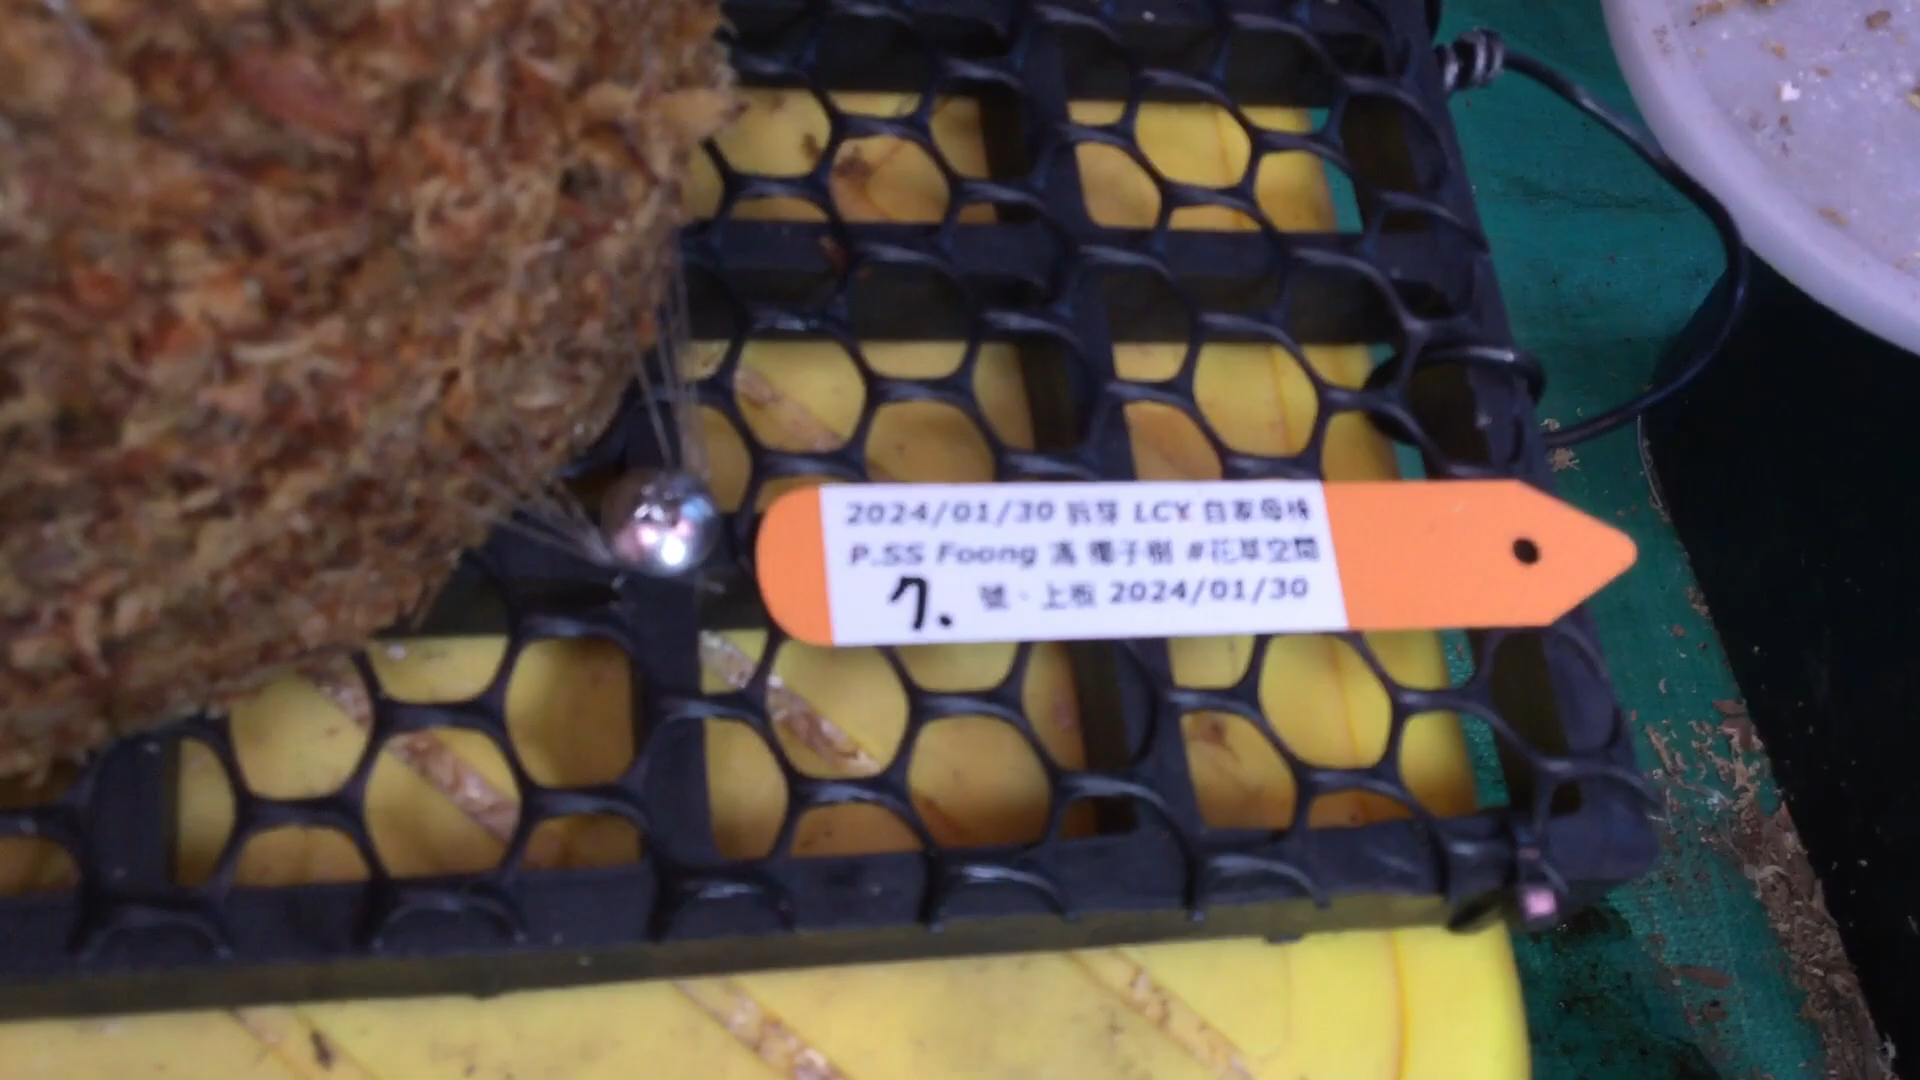 2024/01/30 拆芽 LCY 自家母株
P.SS Foong 馮 椰子樹 #花草空間
7. 號、上板 2024/01/30